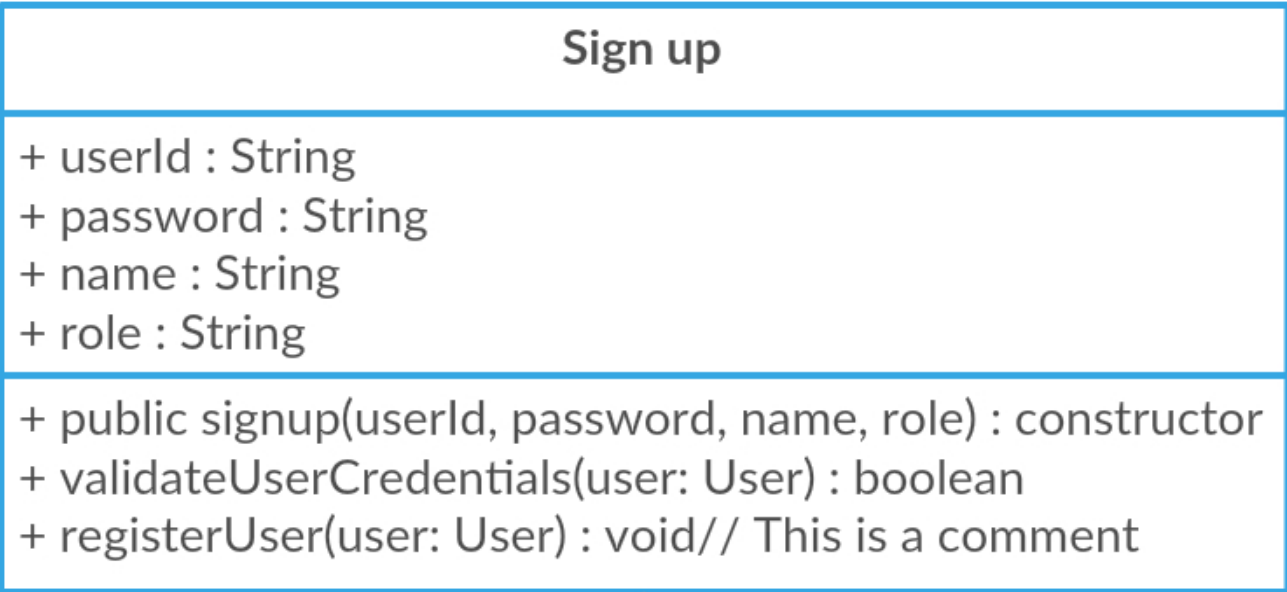 Sign up
+ userId : String
+ password : String
+ name : String
+ role : String
+ public signup(userId, password, name, role) : constructor
+ validateUserCredentials(user: User) : boolean
+ registerUser(user: User) : void// This is a comment